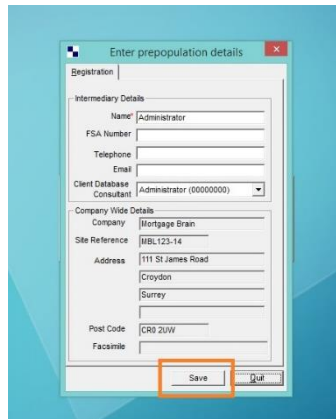 Enter prepopulation details
Registration
Intermediary Details
Name* Administrator
FSA Number
Telephone
Email
Client Database
Consultant Administrator (00000000)
Company Wide Details
Company Mortgage Brain
Site Reference MBL123-14
Address 111 St James Road
Croydon
Surrey
Post Code CR0 2UW
Facsimile
Save Quit